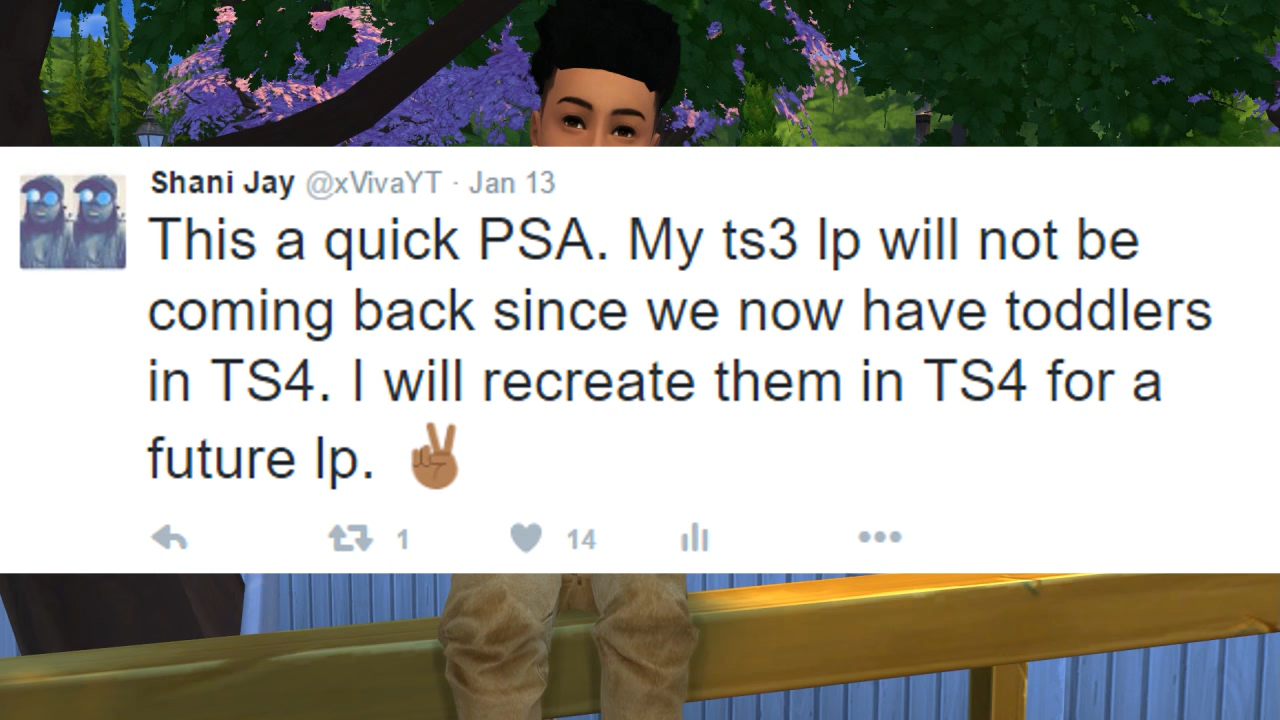 Shani Jay @xVivaYT · Jan 13
This a quick PSA. My ts3 lp will not be
coming back since we now have toddlers
in TS4. I will recreate them in TS4 for a
future lp. ✌🏽
1 14